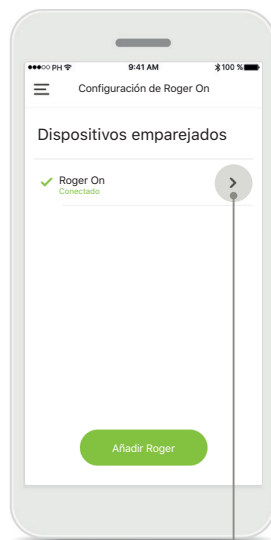 ●●●○○ PH 9:41 AM 100 %
Configuración de Roger On
Dispositivos emparejados
Roger On
Conectado
Añadir Roger